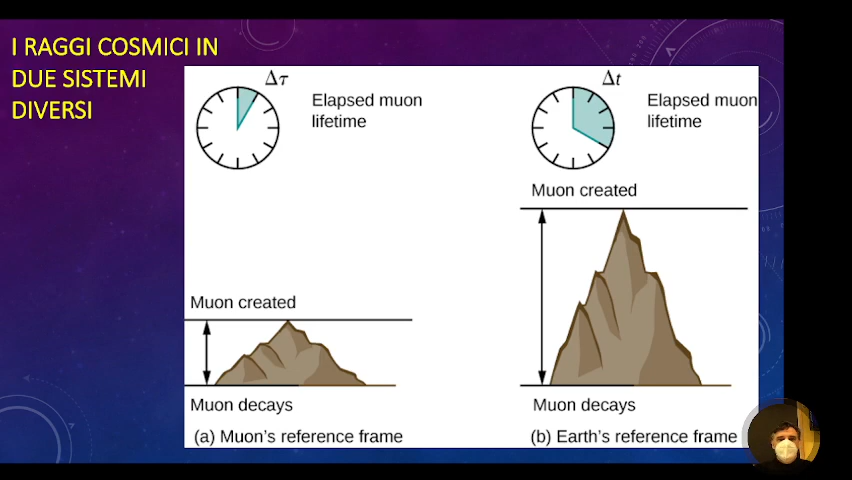 I RAGGI COSMICI IN
DUE SISTEMI
DIVERSI
Δτ
Elapsed muon
lifetime
Muon created
Muon decays
(a) Muon's reference frame
Δt
Elapsed muon
lifetime
Muon created
Muon decays
(b) Earth's reference frame